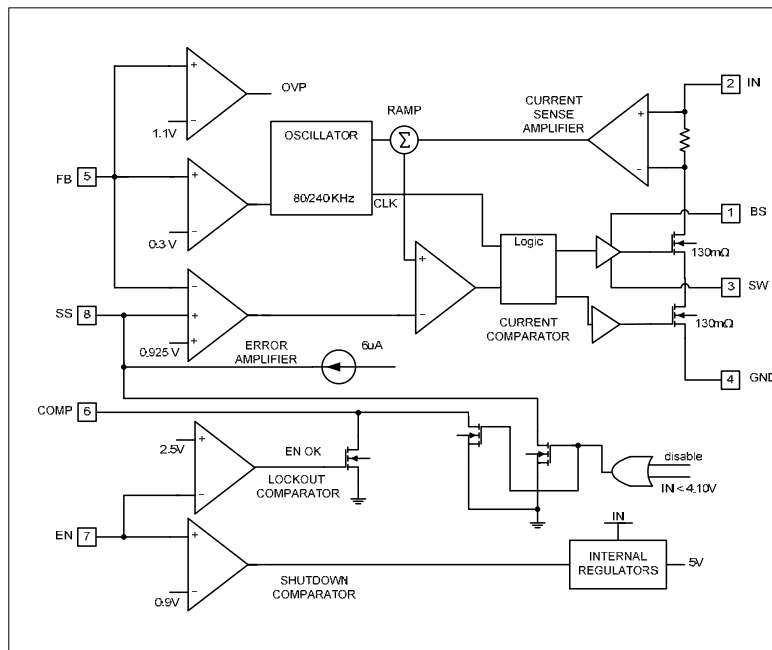 OVP
1.1V
+
-
FB 5
+
-
0.3 V
OSCILLATOR
80/240KHz
CLK
RAMP
Σ
CURRENT
SENSE
AMPLIFIER
+
-
2 IN
1 BS
130mΩ
3 SW
130mΩ
4 GND
Logic
CURRENT
COMPARATOR
+
-
SS 8
-
+
+
0.925 V
ERROR
AMPLIFIER
6uA
COMP 6
2.5V
+
-
EN OK
LOCKOUT
COMPARATOR
disable
IN < 4.10V
EN 7
+
-
0.9V
SHUTDOWN
COMPARATOR
IN
INTERNAL
REGULATORS
5V